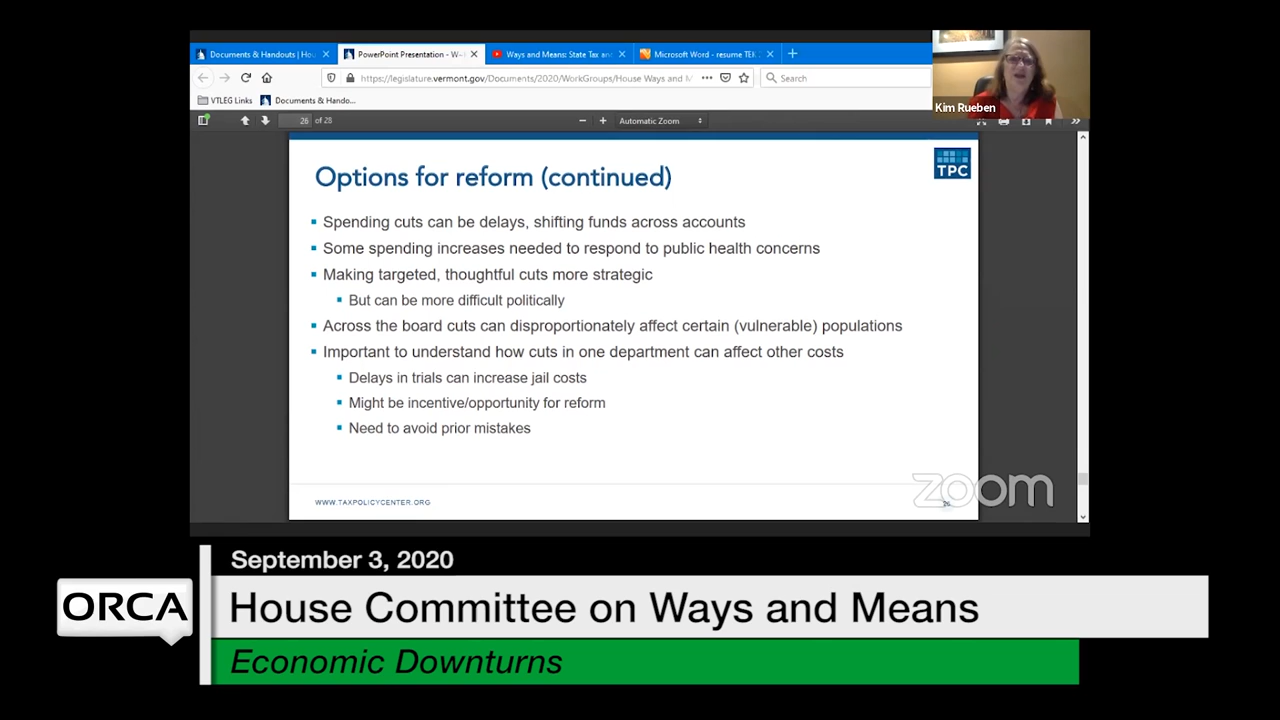 Documents & Handouts | Hou
PowerPoint Presentation - W~
Ways and Means: State Tax an
Microsoft Word - resume TEK
https://legislature.vermont.gov/Documents/2020/WorkGroups/House Ways and M
Search
VTLEG Links
Documents & Hando...
26 of 28
Automatic Zoom
Kim Rueben
TPC
Options for reform (continued)
Spending cuts can be delays, shifting funds across accounts
Some spending increases needed to respond to public health concerns
Making targeted, thoughtful cuts more strategic
But can be more difficult politically
Across the board cuts can disproportionately affect certain (vulnerable) populations
Important to understand how cuts in one department can affect other costs
Delays in trials can increase jail costs
Might be incentive/opportunity for reform
Need to avoid prior mistakes
WWW.TAXPOLICYCENTER.ORG
zoom
September 3, 2020
ORCA
House Committee on Ways and Means
Economic Downturns